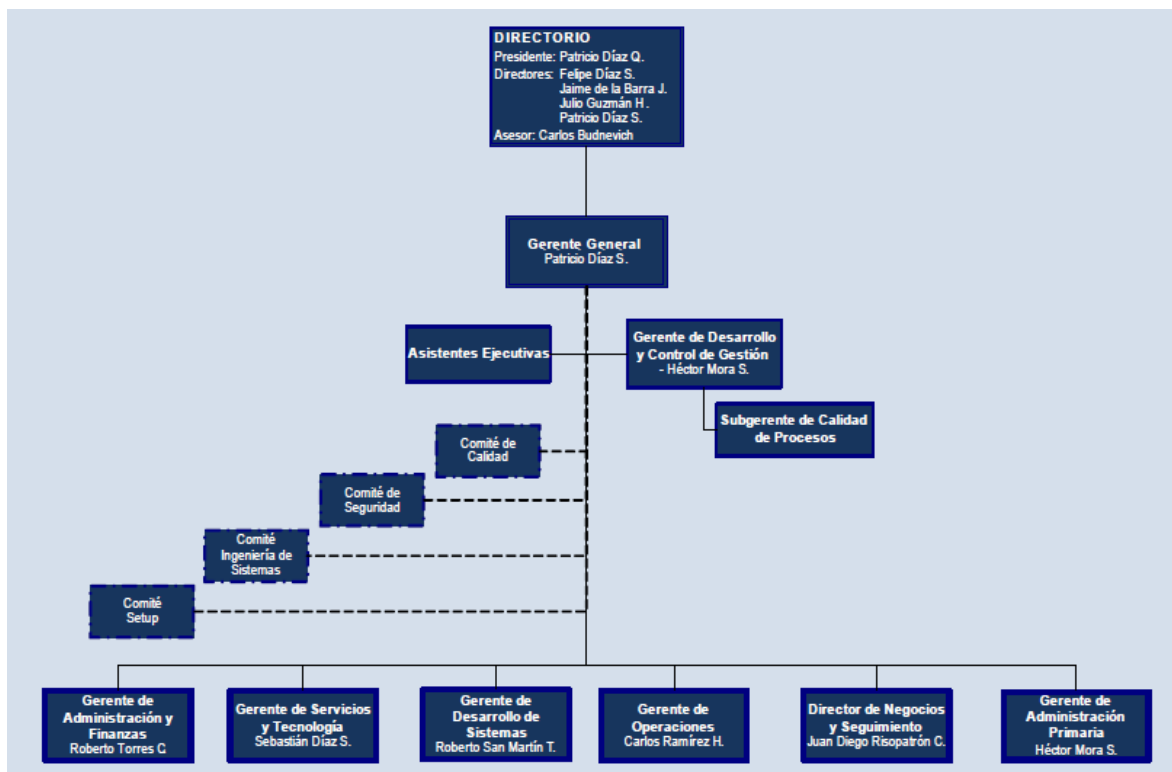 DIRECTORIO
Presidente: Patricio Díaz Q.
Directores: Felipe Díaz S.
Jaime de la Barra J.
Julio Guzmán H .
Patricio Díaz S.
Asesor: Carlos Budnevich
Gerente General
Patricio Díaz S.
Asistentes Ejecutivas
Gerente de Desarrollo
y Control de Gestión
- Héctor Mora S.
Subgerente de Calidad
de Procesos
Comité de
Calidad
Comité de
Seguridad
Comité
Ingeniería de
Sistemas
Comité
Setup
Gerente de
Administración y
Finanzas
Roberto Torres C
Gerente de Servicios
y Tecnología
Sebastián Díaz S.
Gerente de
Desarrollo de
Sistemas
Roberto San Martín T.
Gerente de
Operaciones
Carlos Ramírez H.
Director de Negocios
y Seguimiento
Juan Diego Risopatrón C.
Gerente de
Administración
Primaria
Héctor Mora S.